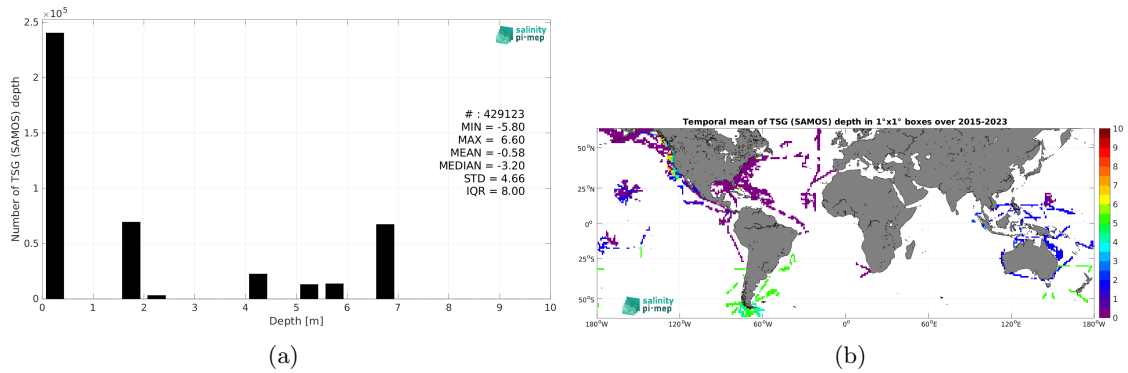 2.5 ×10⁵
2
1.5
1
0.5
0
Number of TSG (SAMOS) depth
0 1 2 3 4 5 6 7 8 9 10
Depth [m]
salinity
pi-mep
# : 429123
MIN = -5.80
MAX = 6.60
MEAN = -0.58
MEDIAN = -3.20
STD = 4.66
IQR = 8.00
(a)
Temporal mean of TSG (SAMOS) depth in 1°x1° boxes over 2015-2023
50°N
25°N
0°
25°S
50°S
180°W 120°W 60°W 0°W 60°E 120°E 180°E
salinity
pi-mep
10
9
8
7
6
5
4
3
2
1
0
(b)